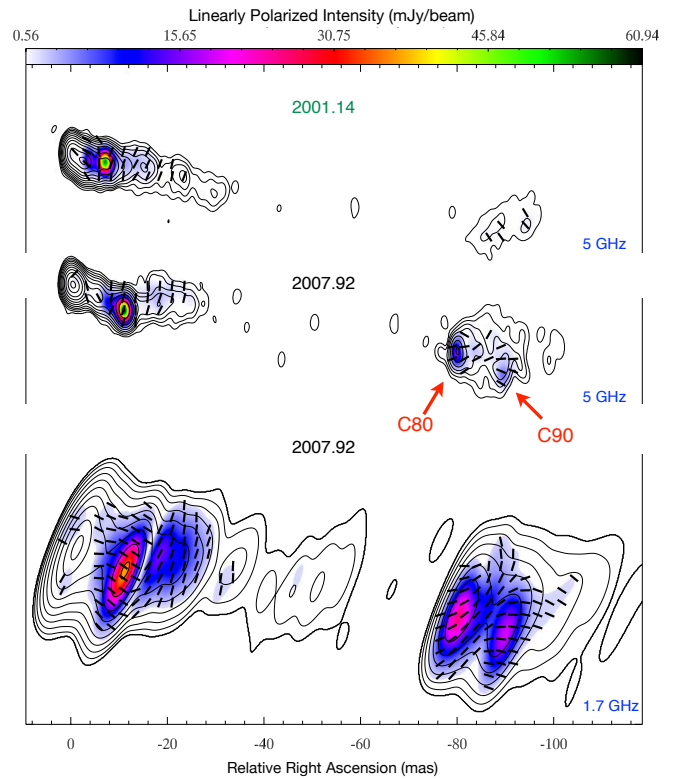 Linearly Polarized Intensity (mJy/beam)
0.56 15.65 30.75 45.84 60.94
2001.14
5 GHz
2007.92
5 GHz
C80
C90
2007.92
1.7 GHz
0 -20 -40 -60 -80 -100
Relative Right Ascension (mas)